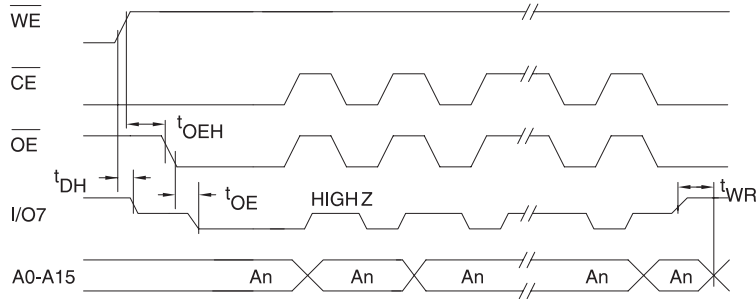 WE
CE
tOEH
OE
tDH
tOE
HIGH Z
tWR
I/O7
A0-A15 An An An An An